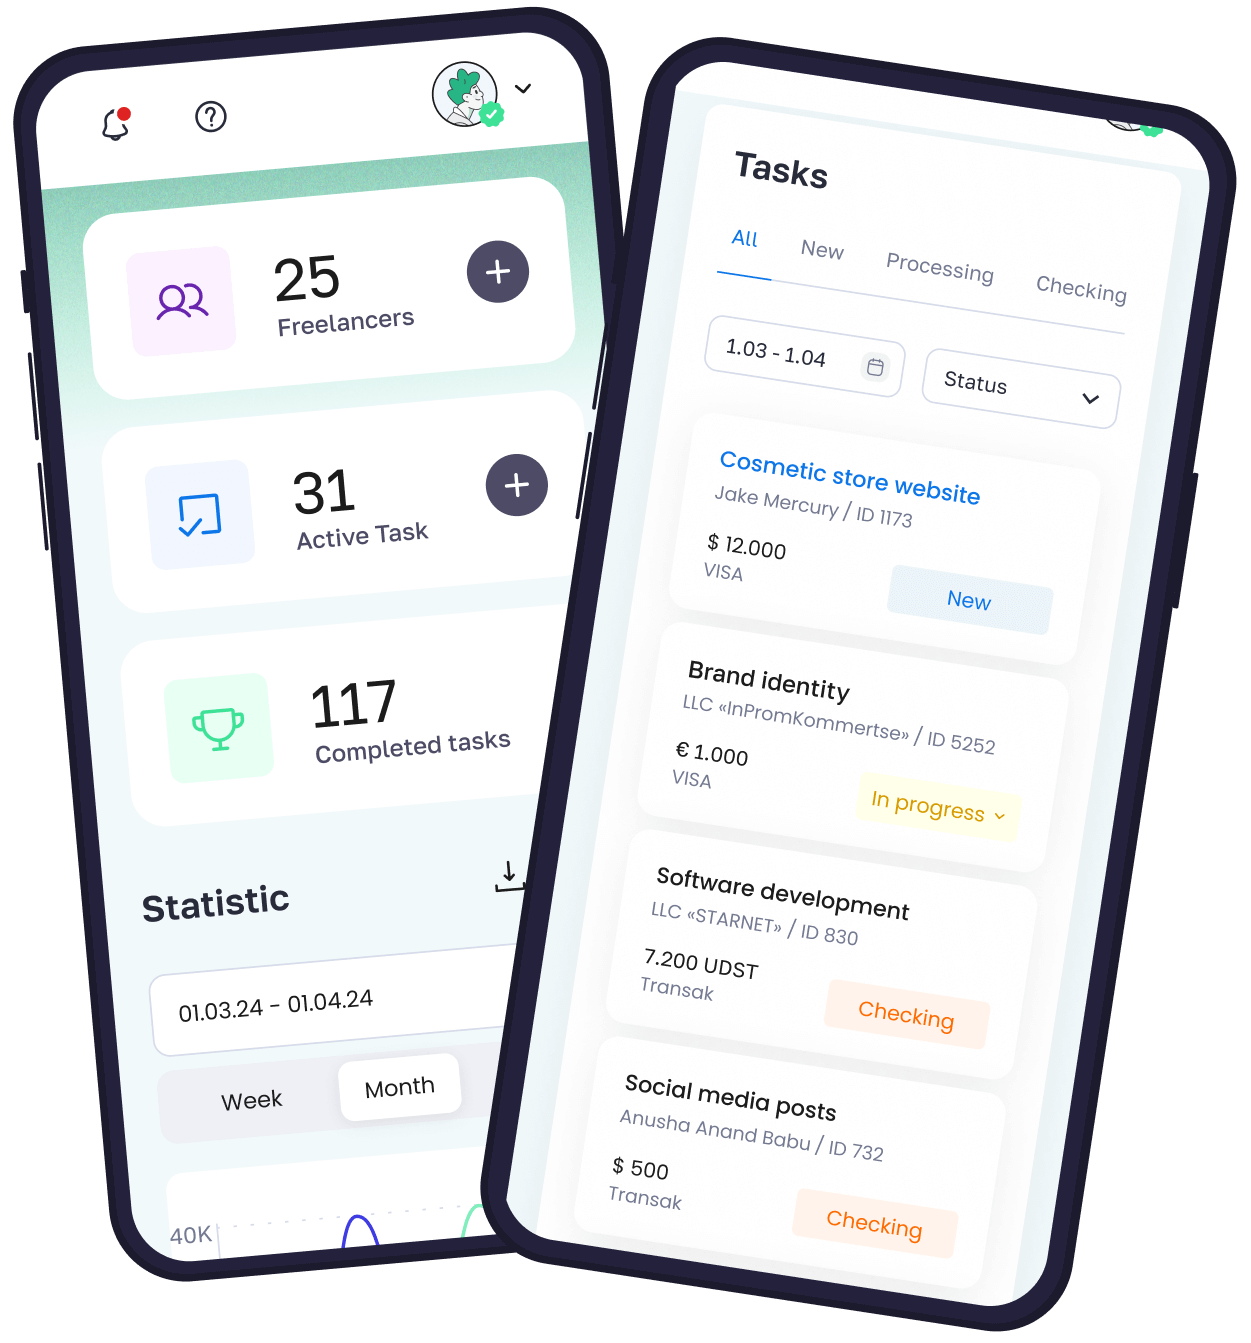 25
Freelancers
31
Active Task
117
Completed tasks
Statistic
01.03.24 - 01.04.24
Week
Month
40K
Tasks
All
New
Processing
Checking
1.03 - 1.04
Status
Cosmetic store website
Jake Mercury / ID 1173
$ 12.000
VISA
New
Brand identity
LLC «InPromKommertse» / ID 5252
€ 1.000
VISA
In progress
Software development
LLC «STARNET» / ID 830
7.200 UDST
Transak
Checking
Social media posts
Anusha Anand Babu / ID 732
$ 500
Transak
Checking